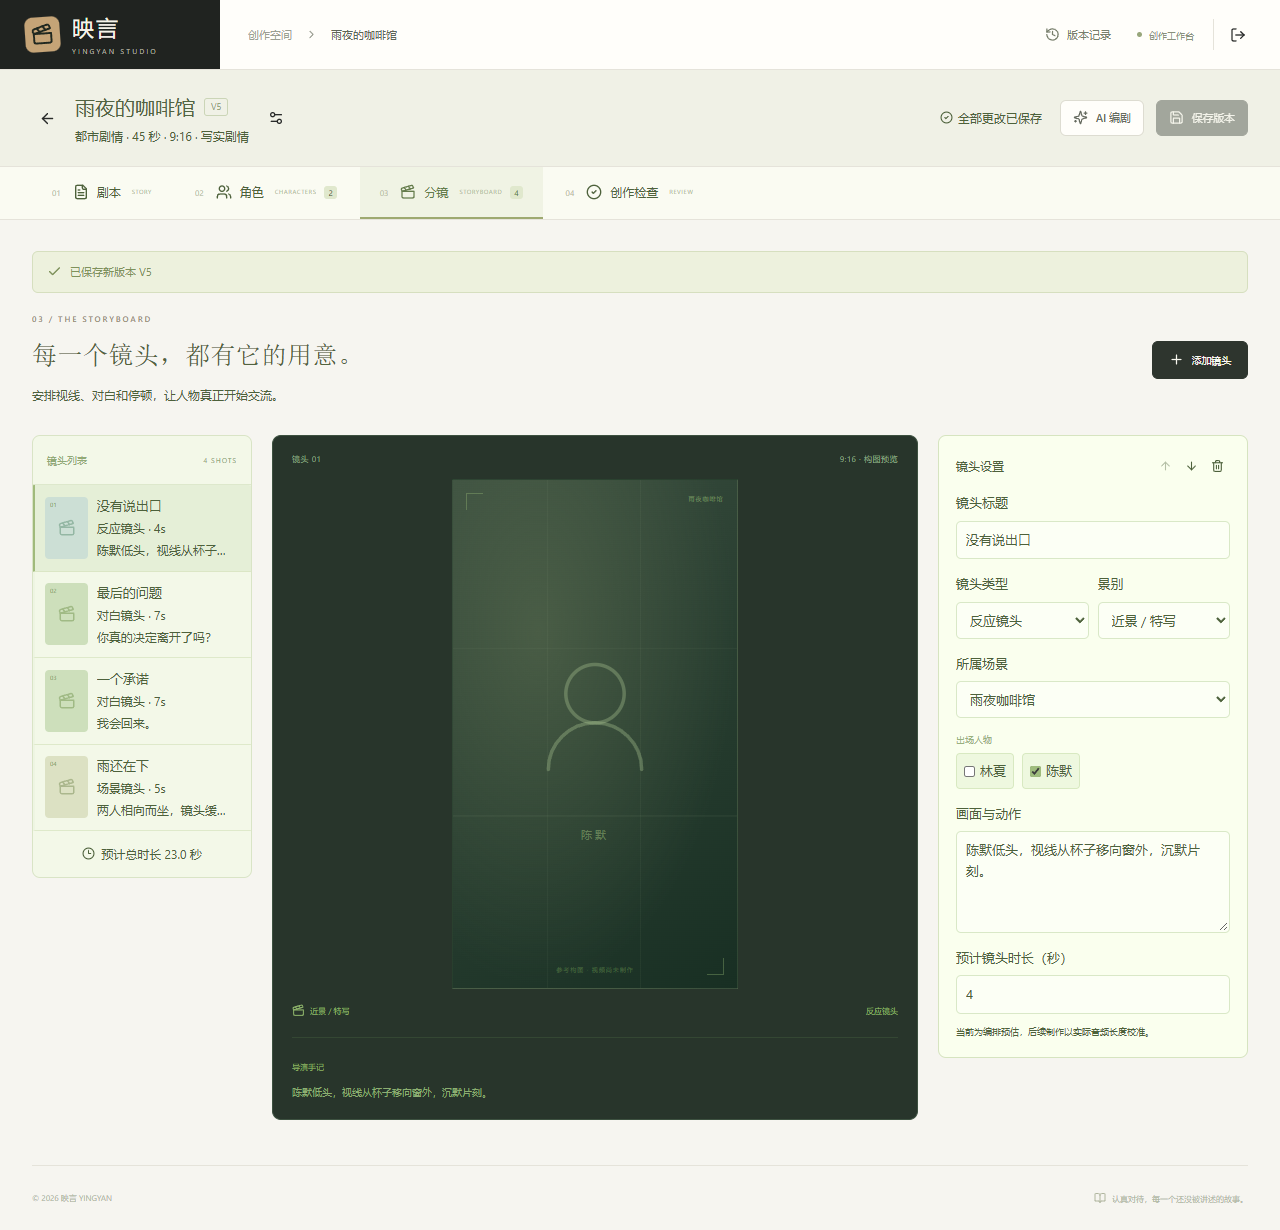 映言
YINGYAN STUDIO
创作空间
雨夜的咖啡馆
版本记录
创作工作台
雨夜的咖啡馆
V5
都市剧情 · 45 秒 · 9:16 · 写实剧情
全部更改已保存
AI 编剧
保存版本
01 剧本 STORY
02 角色 CHARACTERS 2
03 分镜 STORYBOARD 4
04 创作检查 REVIEW
已保存新版本 V5
03 / THE STORYBOARD
每一个镜头，都有它的用意。
安排视线、对白和停顿，让人物真正开始交流。
添加镜头
镜头列表
4 SHOTS
01
没有说出口
反应镜头 · 4s
陈默低头，视线从杯子...
02
最后的问题
对白镜头 · 7s
你真的决定离开了吗？
03
一个承诺
对白镜头 · 7s
我会回来。
04
雨还在下
场景镜头 · 5s
两人相向而坐，镜头缓...
预计总时长 23.0 秒
镜头 01
9:16 · 构图预览
雨夜咖啡馆
陈默
参考构图
近景 / 特写
反应镜头
导演手记
陈默低头，视线从杯子移向窗外，沉默片刻。
镜头设置
镜头标题
没有说出口
镜头类型
景别
反应镜头
近景 / 特写
所属场景
雨夜咖啡馆
出场人物
林夏
陈默
画面与动作
陈默低头，视线从杯子移向窗外，沉默片
刻。
预计镜头时长（秒）
4
当前为编排预估，后续制作以实际音频长度校准。
© 2026 映言 YINGYAN
认真对待，每一个还没被讲述的故事。